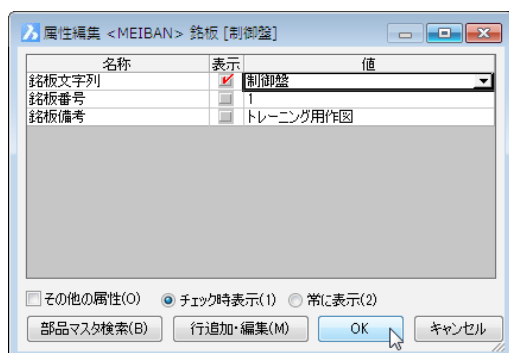 属性編集 <MEIBAN> 銘板 [制御盤]
名称 表示 値
銘板文字列 制御盤
銘板番号 1
銘板備考 トレーニング用作図
その他の属性(O) チェック時表示(1) 常に表示(2)
部品マスタ検索(B) 行追加・編集(M) OK キャンセル